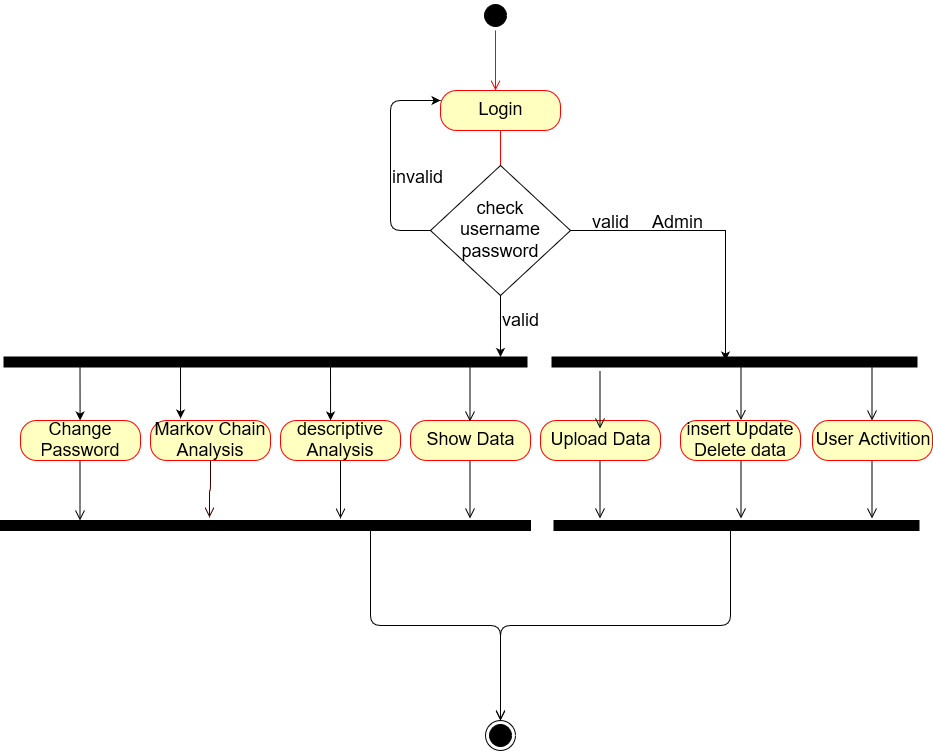 Login
invalid
check
username
password
valid Admin
valid
Change
Password
Markov Chain
Analysis
descriptive
Analysis
Show Data
Upload Data
insert Update
Delete data
User Activition